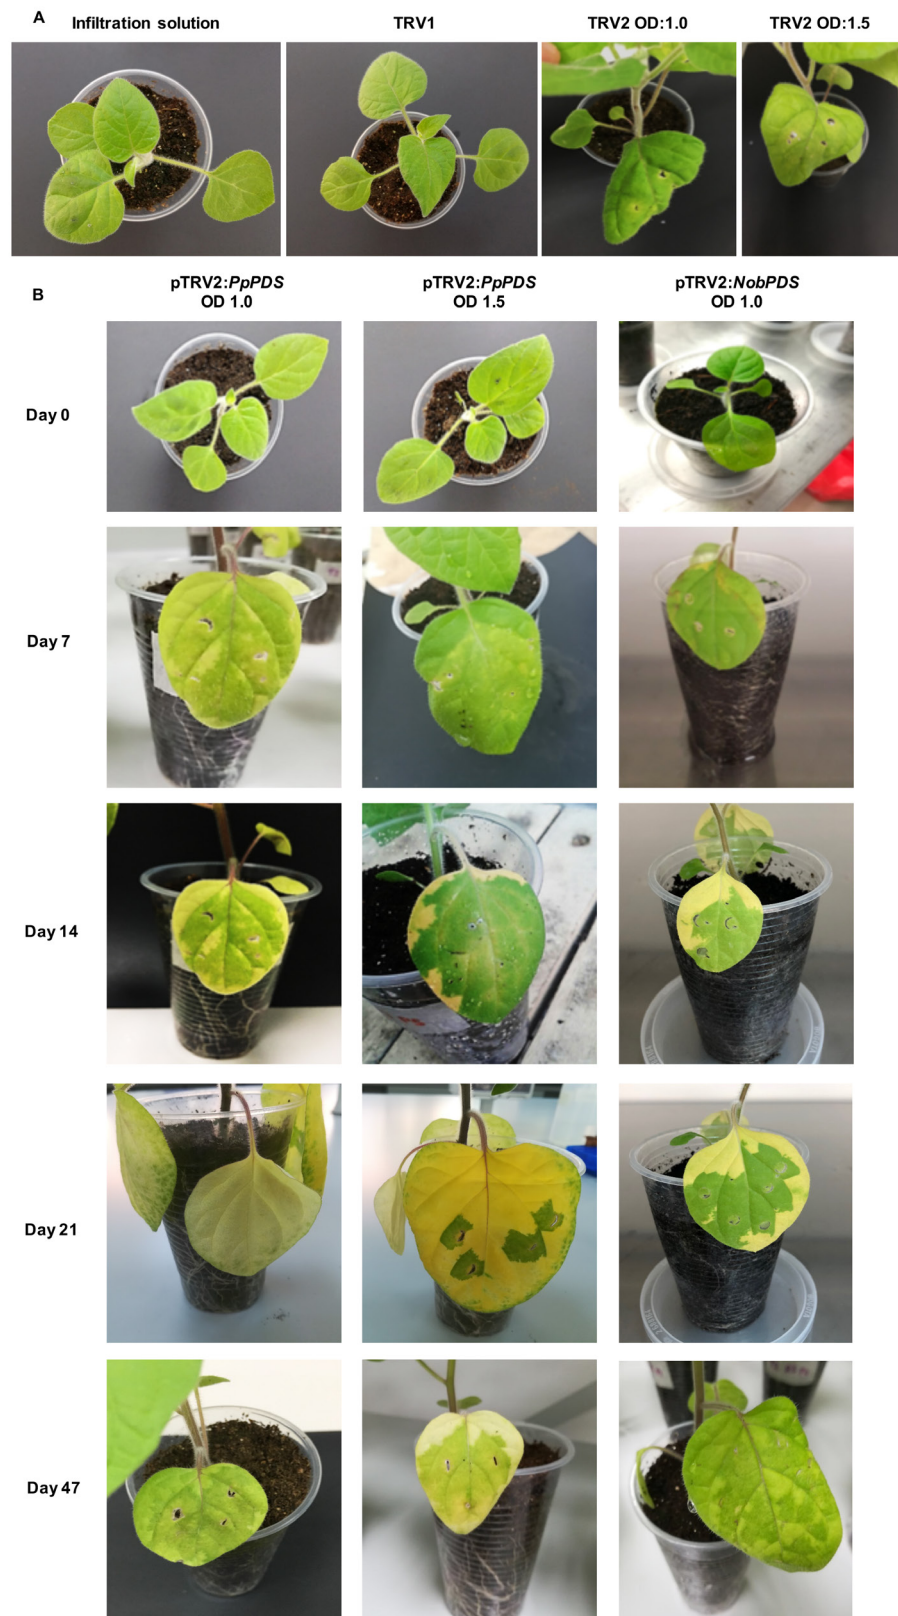 A
Infiltration solution
TRV1
TRV2 OD:1.0
TRV2 OD:1.5
B
pTRV2:PpPDS
OD 1.0
pTRV2:PpPDS
OD 1.5
pTRV2:NobPDS
OD 1.0
Day 0
Day 7
Day 14
Day 21
Day 47